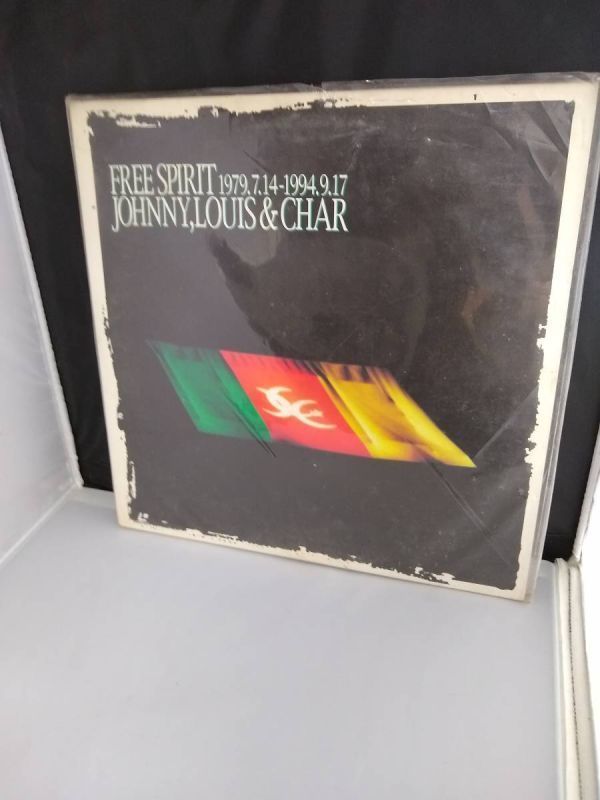 FREE SPIRIT 1979.7.14-1994.9.17
JOHNNY, LOUIS & CHAR